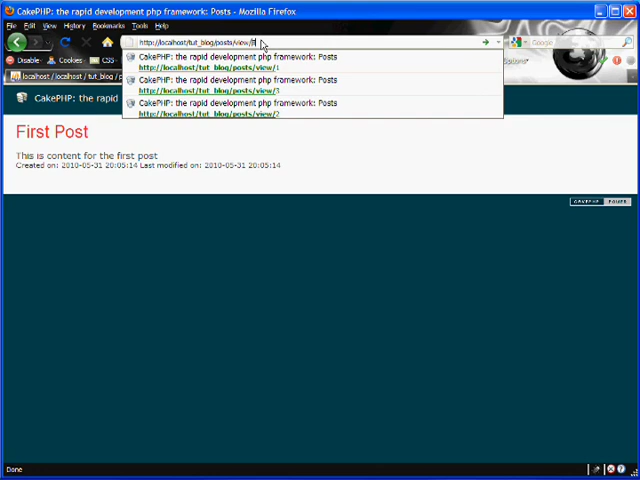 CakePHP: the rapid development php framework: Posts - Mozilla Firefox
File Edit View History Bookmarks Tools Help
http://localhost/tut_blog/posts/view/
Google
Disable Cookies CSS
Options
CakePHP: the rapid development php framework: Posts
http://localhost/tut_blog/posts/view/1
CakePHP: the rapid development php framework: Posts
http://localhost/tut_blog/posts/view/3
CakePHP: the rapid development php framework: Posts
http://localhost/tut_blog/posts/view/2
localhost / localhost / tut_blog / p
CakePHP: the rapid
First Post
This is content for the first post
Created on: 2010-05-31 20:05:14 Last modified on: 2010-05-31 20:05:14
CAKEPHP POWER
Done